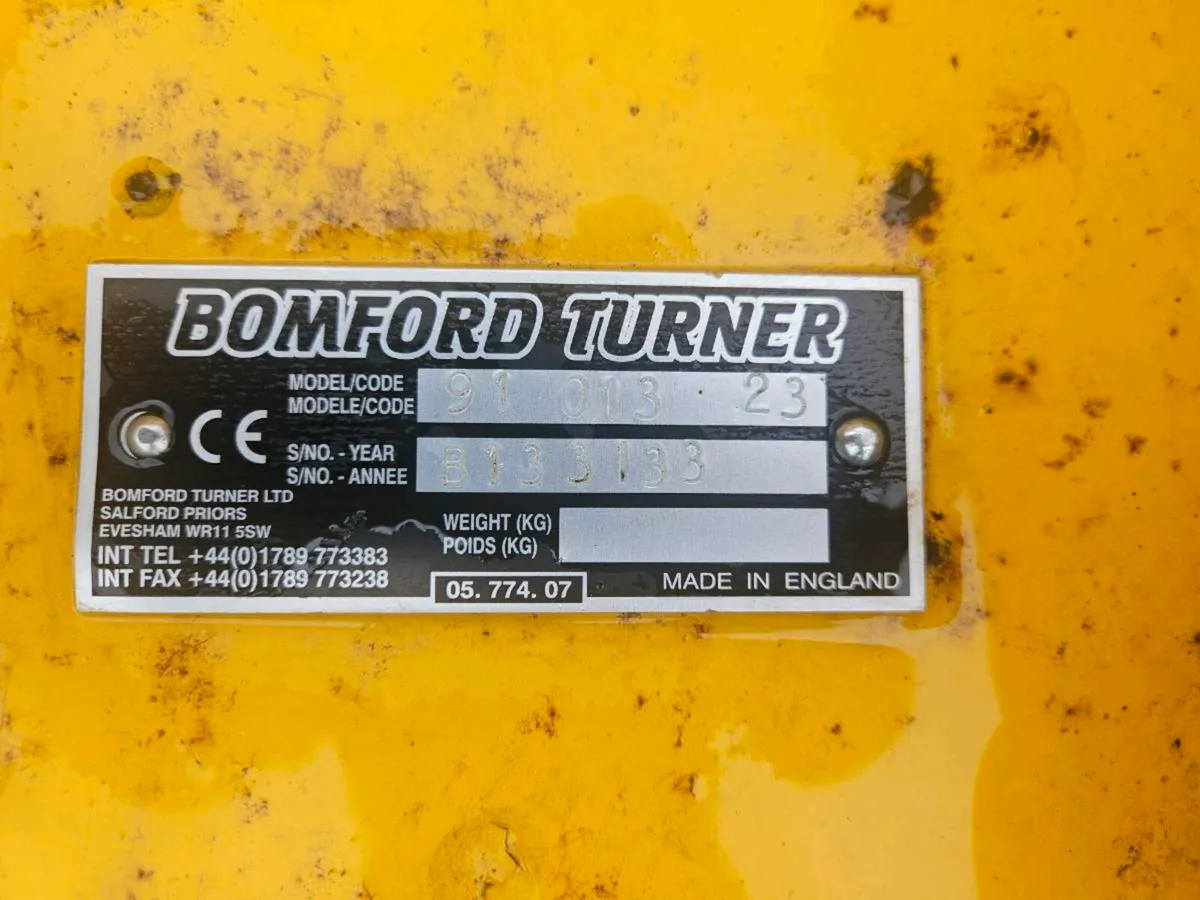 BOMFORD TURNER
MODEL/CODE
MODELE/CODE
91 013 23
S/NO. - YEAR
S/NO. - ANNEE
B133133
BOMFORD TURNER LTD
SALFORD PRIORS
EVESHAM WR11 5SW
INT TEL +44(0)1789 773383
INT FAX +44(0)1789 773238
WEIGHT (KG)
POIDS (KG)
05. 774. 07
MADE IN ENGLAND
CE